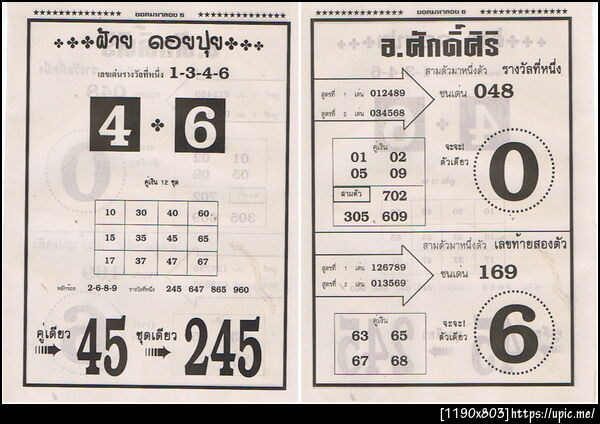 ยอดมหาคอย 5
ฝ้าย ดอยปุย
เลขเด่นรางวัลที่หนึ่ง 1-3-4-6
4 6
คู่เงิน 12 ชุด
10 30 40 60
15 35 45 65
17 37 47 67
หลักร้อย 2-6-8-9 รางวัลที่หนึ่ง 245 647 865 960
คู่เดียว 45 ชุดเดียว 245
ยอดมหาคอย 6
อ.ศักดิ์ศิริ
สามตัวมาหนึ่งตัว รางวัลที่หนึ่ง
สูตรที่ 1 เด่น 012489
ชนเด่น 048
สูตรที่ 2 เด่น 034568
คู่เงิน
01 02
05 09
สามตัว 702
305 609
จะจะ!
ตัวเดียว
0
สามตัวมาหนึ่งตัว เลขท้ายสองตัว
สูตรที่ 1 เด่น 126789
ชนเด่น 169
สูตรที่ 2 เด่น 013569
คู่เงิน
63 65
67 68
จะจะ!
ตัวเดียว
6
[1190x803]https://upic.me/